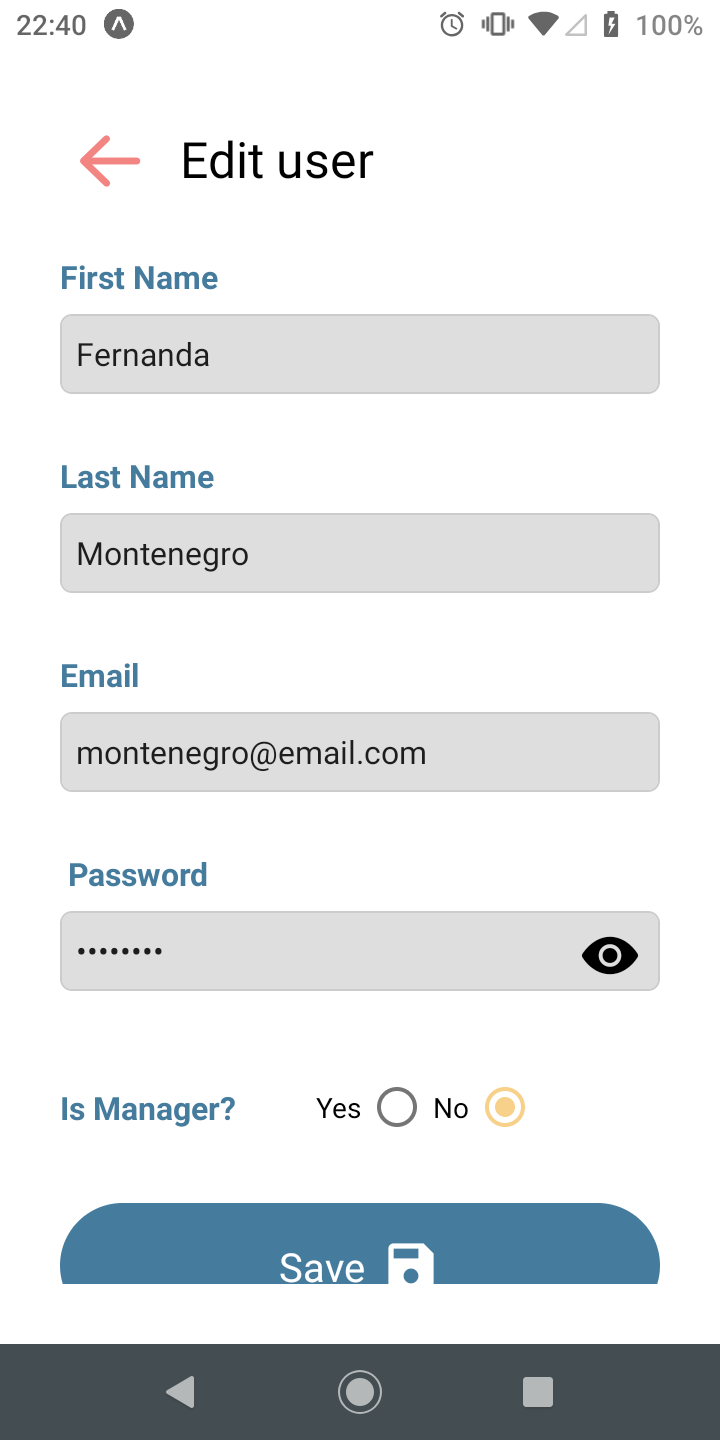 22:40 100%
Edit user
First Name
Fernanda
Last Name
Montenegro
Email
montenegro@email.com
Password
••••••••
Is Manager? Yes No
Save